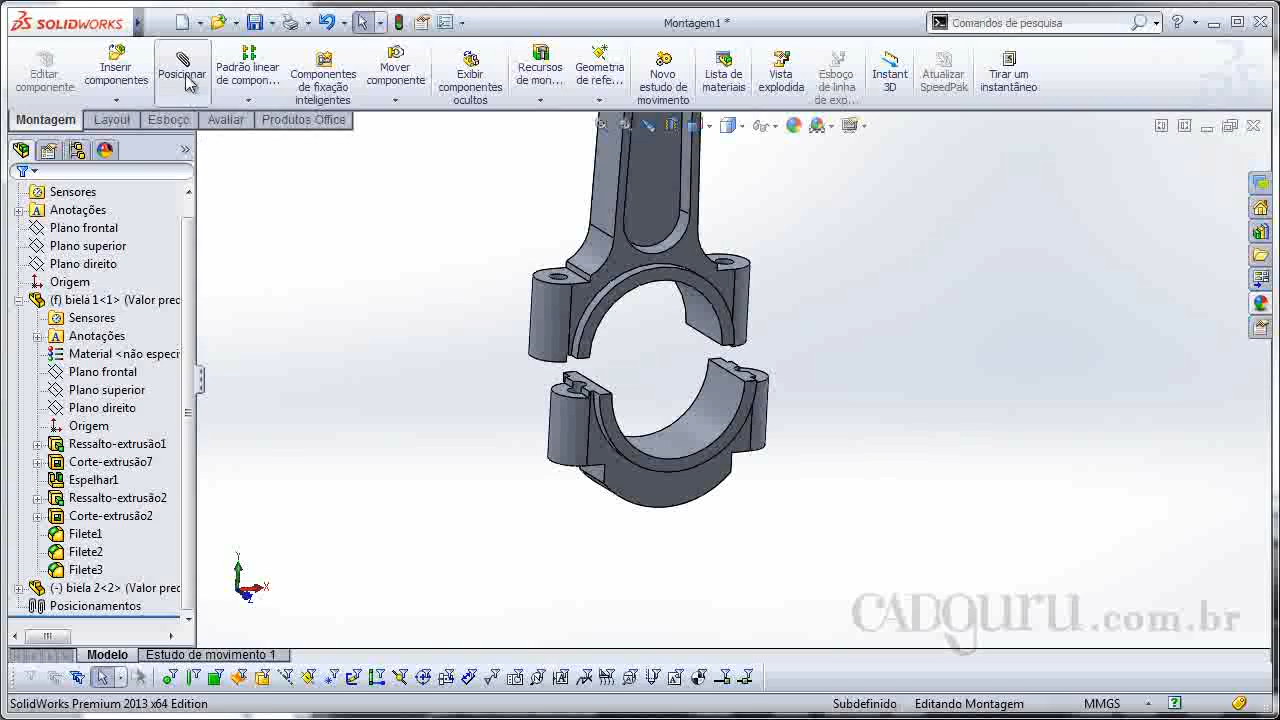 SOLIDWORKS
Montagem1 *
Comandos de pesquisa
Editar
componente
Inserir
componentes
Posicionar
Padrão linear
de compon...
Componentes
de fixação
inteligentes
Mover
componente
Exibir
componentes
ocultos
Recursos
de mon...
Geometria
de refe...
Novo
estudo de
movimento
Lista de
materiais
Vista
explodida
Esboço
de linha
de exp...
Instant
3D
Atualizar
SpeedPak
Tirar um
instantâneo
Montagem
Layout
Esboço
Avaliar
Produtos Office
Sensores
Anotações
Plano frontal
Plano superior
Plano direito
Origem
(f) biela 1<1> (Valor prec
Sensores
Anotações
Material <não especi
Plano frontal
Plano superior
Plano direito
Origem
Ressalto-extrusão1
Corte-extrusão7
Espelhar1
Ressalto-extrusão2
Corte-extrusão2
Filete1
Filete2
Filete3
(-) biela 2<2> (Valor prec
Posicionamentos
Y
X
Z
CADGURU.com.br
Modelo
Estudo de movimento 1
SolidWorks Premium 2013 x64 Edition
Subdefinido
Editando Montagem
MMGS